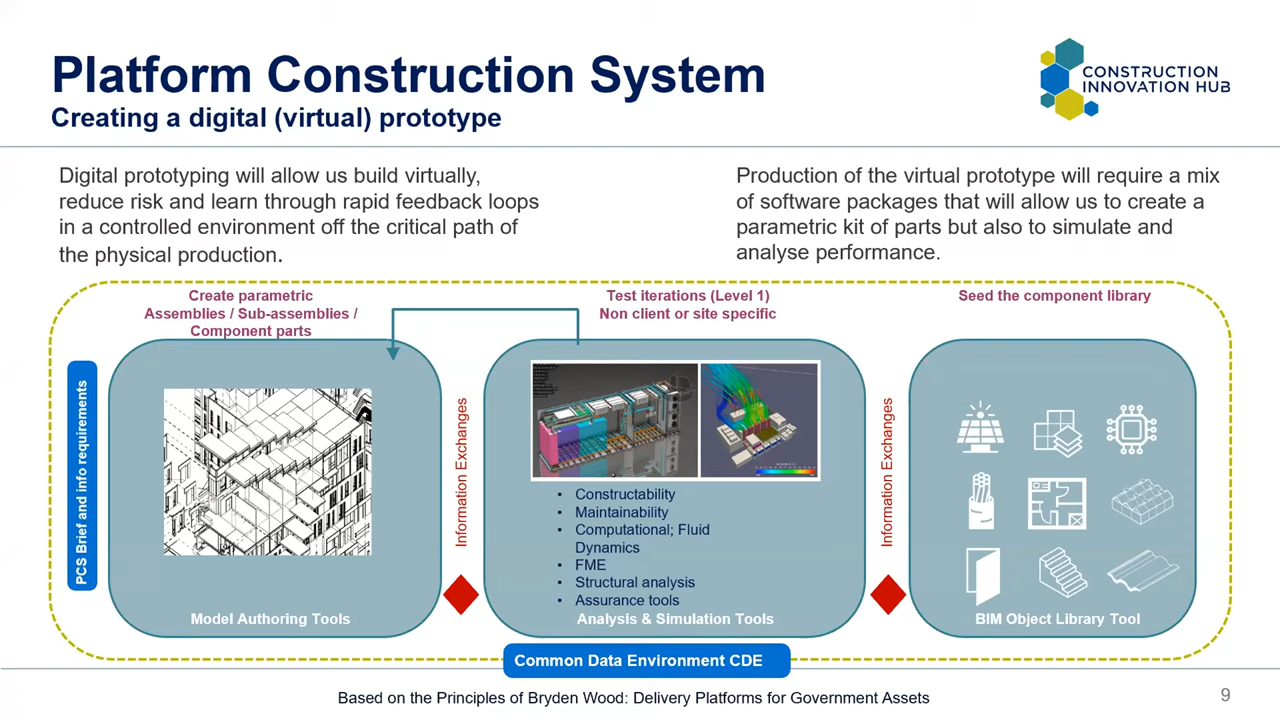 Platform Construction System
Creating a digital (virtual) prototype
CONSTRUCTION
INNOVATION HUB
Digital prototyping will allow us build virtually,
reduce risk and learn through rapid feedback loops
in a controlled environment off the critical path of
the physical production.
Production of the virtual prototype will require a mix
of software packages that will allow us to create a
parametric kit of parts but also to simulate and
analyse performance.
Create parametric
Assemblies / Sub-assemblies /
Component parts
Test iterations (Level 1)
Non client or site specific
Seed the component library
PCS Brief and info requirements
Model Authoring Tools
Information Exchanges
• Constructability
• Maintainability
• Computational; Fluid
Dynamics
• FME
• Structural analysis
• Assurance tools
Analysis & Simulation Tools
Information Exchanges
BIM Object Library Tool
Common Data Environment CDE
Based on the Principles of Bryden Wood: Delivery Platforms for Government Assets
9